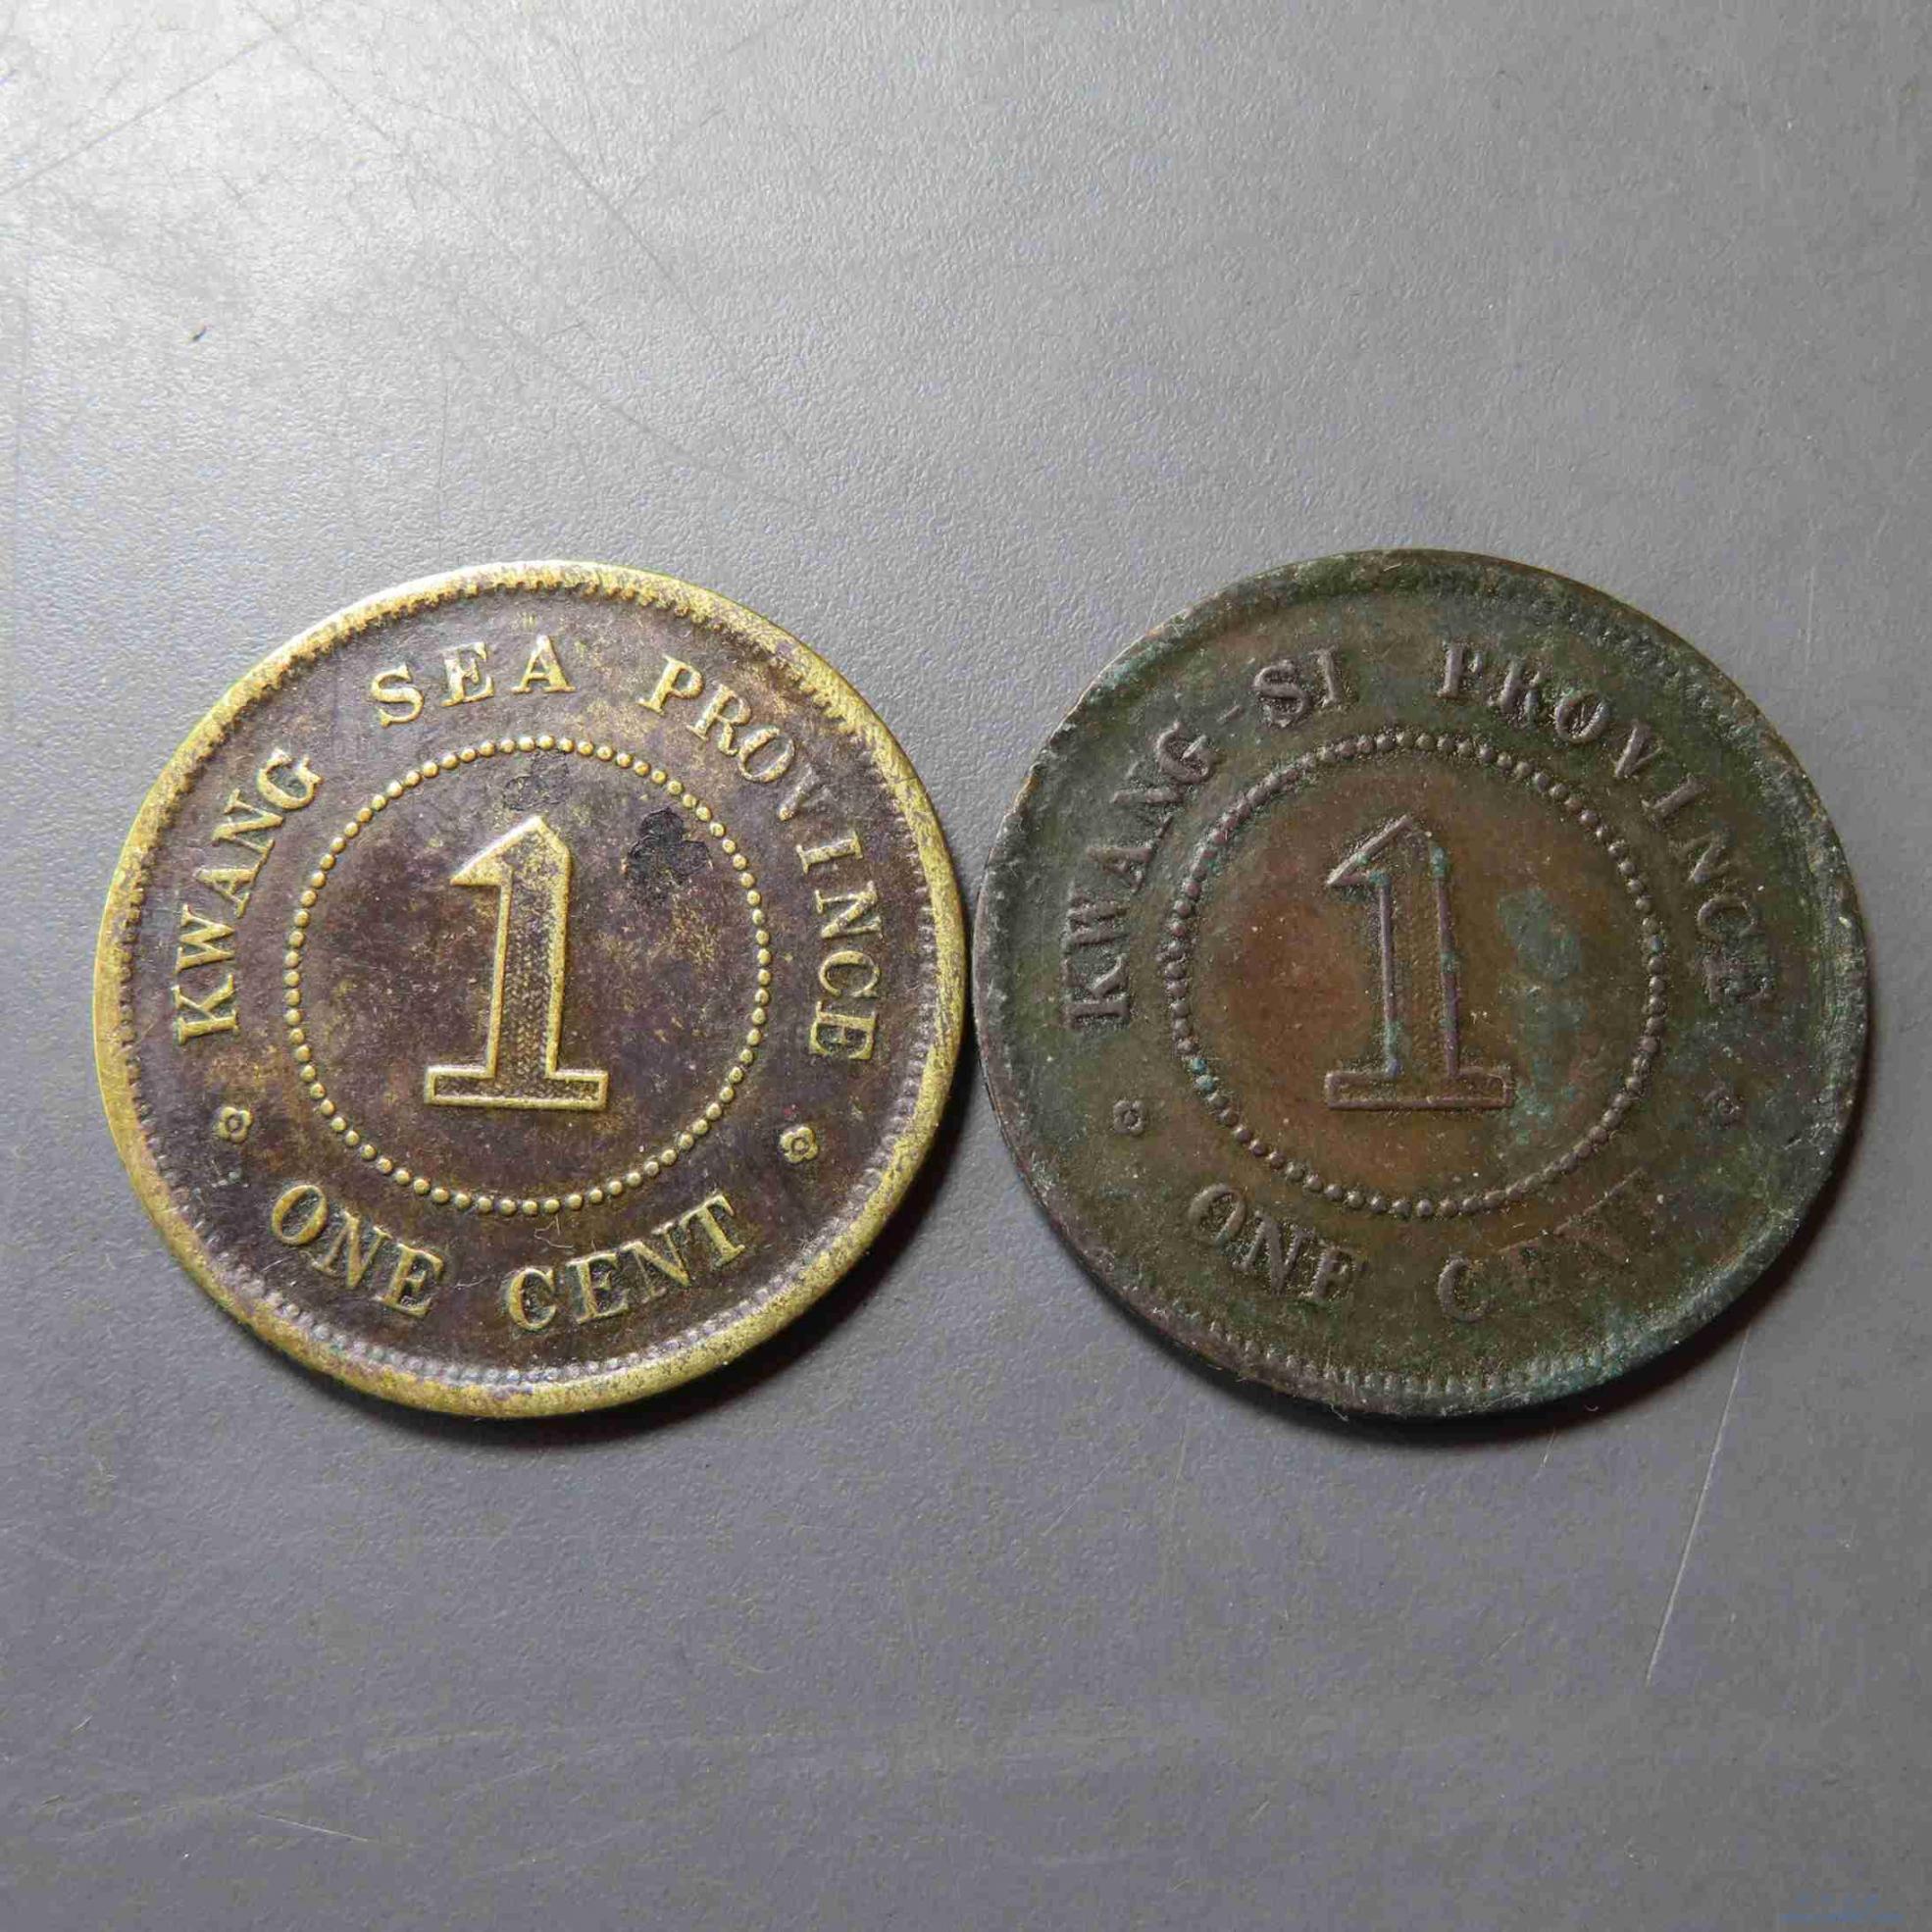 KWANG SEA PROVINCE
1
ONE CENT
KWANG-SI PROVINCE
1
ONE CENT